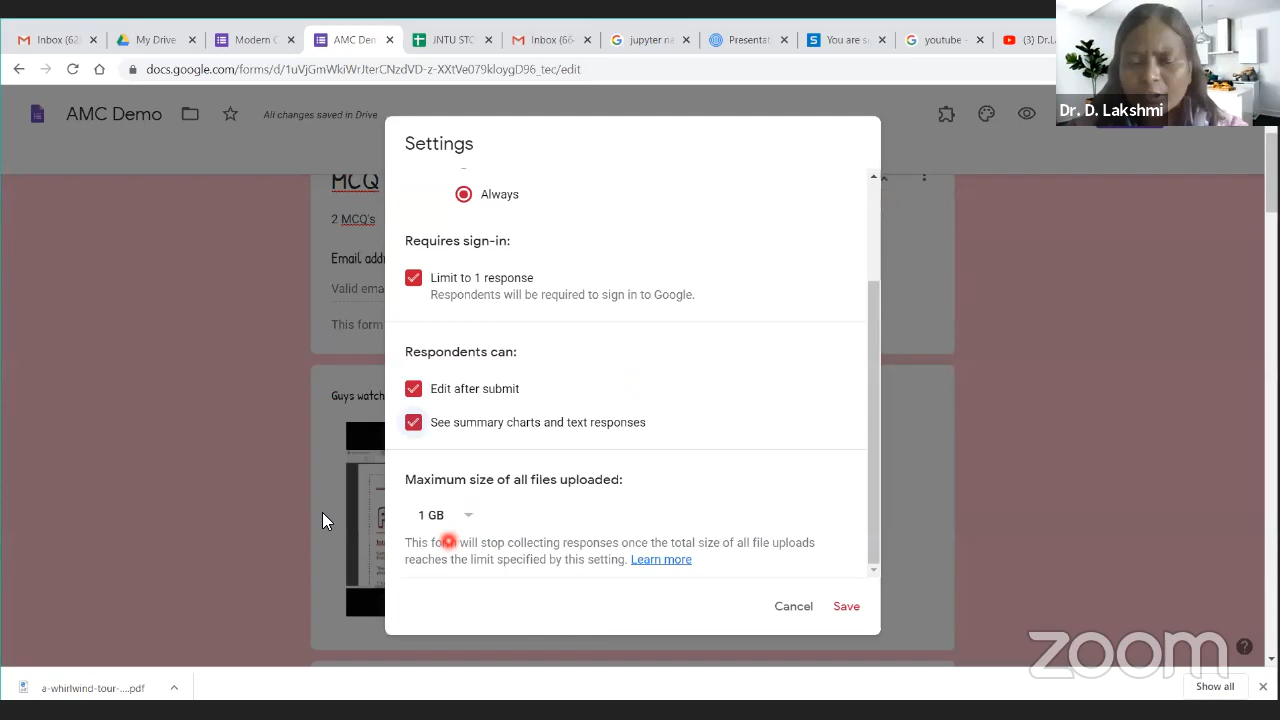 Inbox (62
My Drive
Modern C
AMC De
JNTU STC
Inbox (66
jupyter na
Presentat
You are s
youtube -
(3) Dr.L
docs.google.com/forms/d/1uVjGmWkiWrJterCNzdVD-z-XXtVe079kloygD96_tec/edit
AMC Demo
All changes saved in Drive
Dr. D. Lakshmi
Settings
MCQ
Always
2 MCQ's
Requires sign-in:
Email addr
Limit to 1 response
Valid ema
Respondents will be required to sign in to Google.
This form
Respondents can:
Edit after submit
Guys watch
See summary charts and text responses
Maximum size of all files uploaded:
1 GB
This form will stop collecting responses once the total size of all file uploads
reaches the limit specified by this setting. Learn more
Cancel
Save
zoom
a-whirlwind-tour-....pdf
Show all